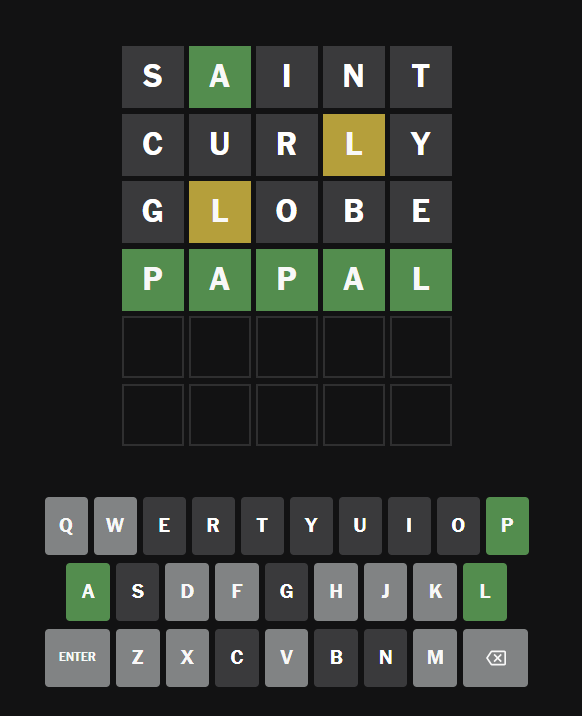 S A I N T
C U R L Y
G L O B E
P A P A L
Q W E R T Y U I O P
A S D F G H J K L
ENTER Z X C V B N M